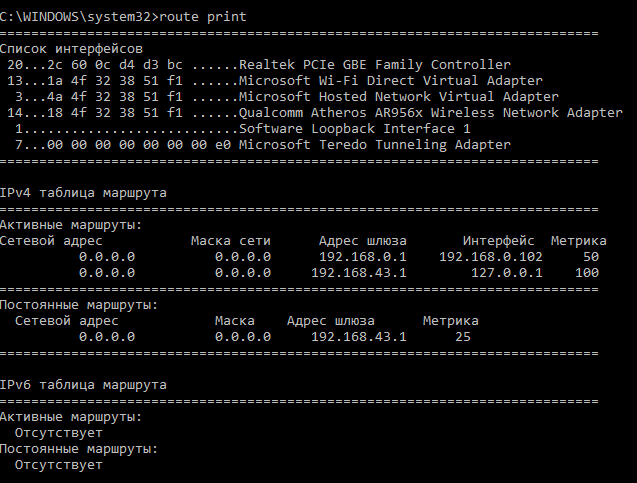 C:\WINDOWS\system32>route print
===========================================================================
Список интерфейсов
 20...2c 60 0c d4 d3 bc ......Realtek PCIe GBE Family Controller
 13...1a 4f 32 38 51 f1 ......Microsoft Wi-Fi Direct Virtual Adapter
  3...4a 4f 32 38 51 f1 ......Microsoft Hosted Network Virtual Adapter
 14...18 4f 32 38 51 f1 ......Qualcomm Atheros AR956x Wireless Network Adapter
  1...........................Software Loopback Interface 1
  7...00 00 00 00 00 00 00 e0 Microsoft Teredo Tunneling Adapter
===========================================================================

IPv4 таблица маршрута
===========================================================================
Активные маршруты:
Сетевой адрес           Маска сети      Адрес шлюза       Интерфейс  Метрика
          0.0.0.0          0.0.0.0      192.168.0.1    192.168.0.102     50
          0.0.0.0          0.0.0.0     192.168.43.1        127.0.0.1    100
===========================================================================
Постоянные маршруты:
  Сетевой адрес            Маска    Адрес шлюза      Метрика
          0.0.0.0          0.0.0.0     192.168.43.1      25
===========================================================================

IPv6 таблица маршрута
===========================================================================
Активные маршруты:
  Отсутствует
Постоянные маршруты:
  Отсутствует